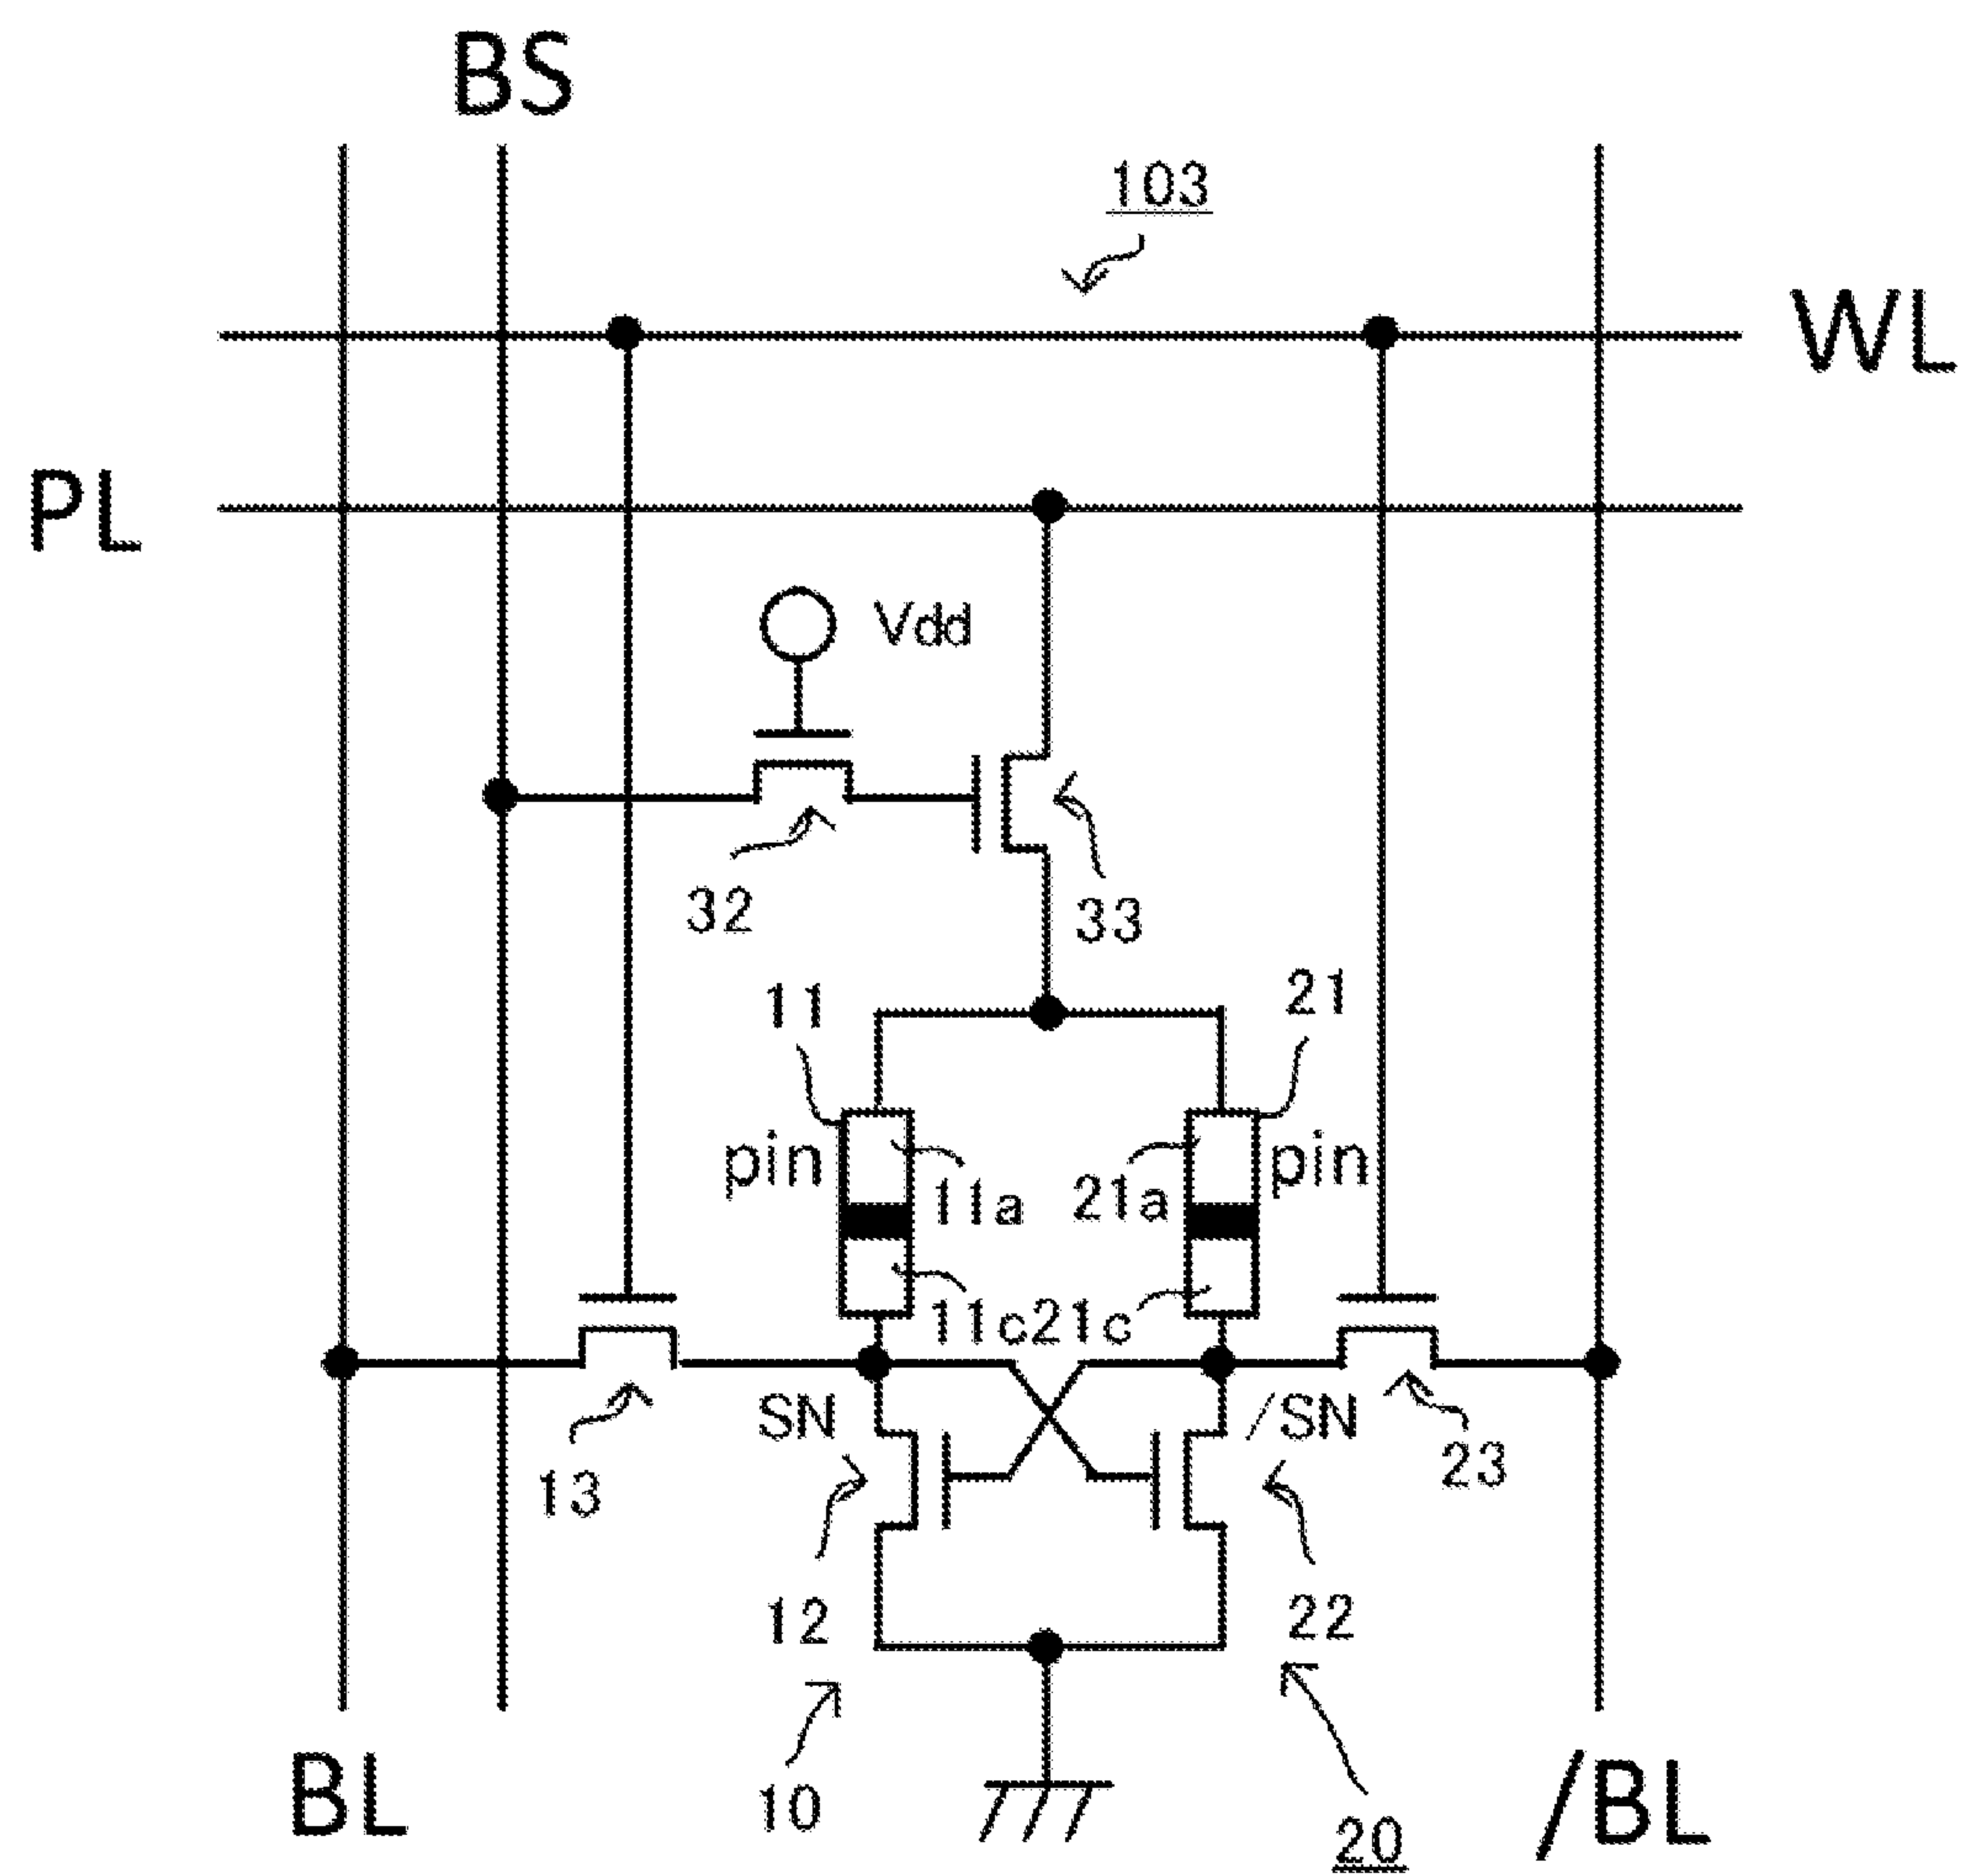 BS
103
WL
PL
Vdd
32
33
11
21
pin
pin
11a
21a
11c21c
SN
/SN
13
23
12
22
10
20
BL
/BL